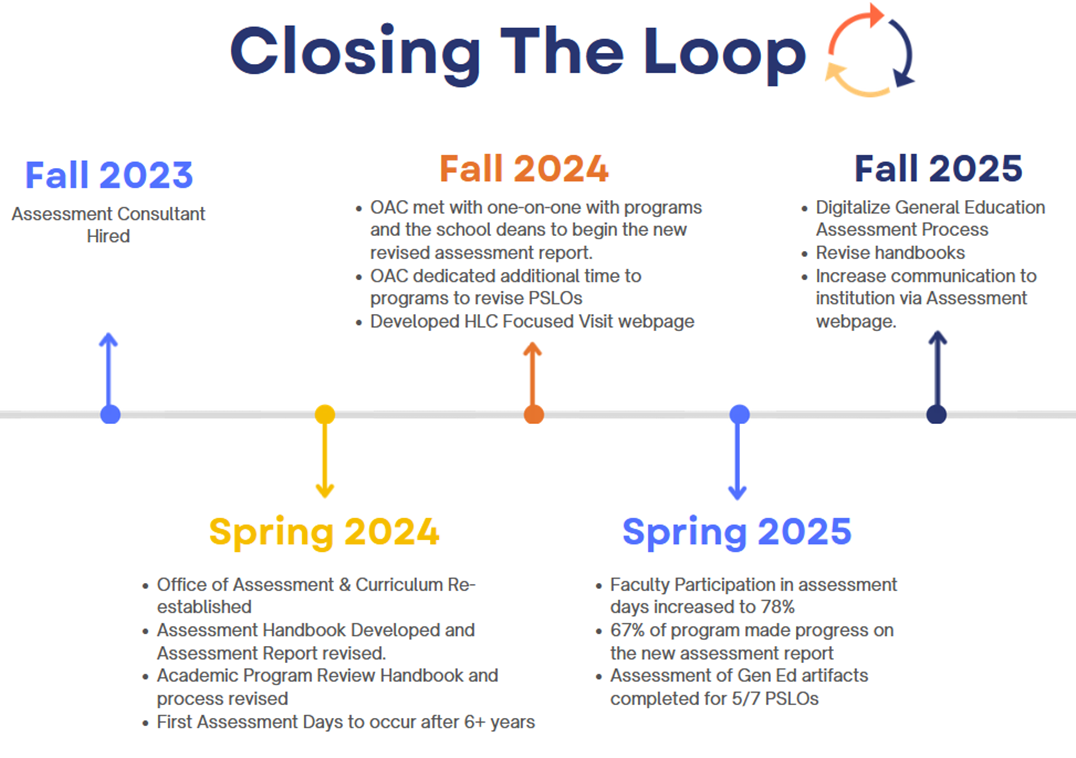 Closing The Loop
Fall 2023
Assessment Consultant
Hired
Fall 2024
• OAC met with one-on-one with programs
and the school deans to begin the new
revised assessment report.
• OAC dedicated additional time to
programs to revise PSLOs
• Developed HLC Focused Visit webpage
Fall 2025
• Digitalize General Education
Assessment Process
• Revise handbooks
• Increase communication to
institution via Assessment
webpage.
Spring 2024
• Office of Assessment & Curriculum Re-
established
• Assessment Handbook Developed and
Assessment Report revised.
• Academic Program Review Handbook and
process revised
• First Assessment Days to occur after 6+ years
Spring 2025
• Faculty Participation in assessment
days increased to 78%
• 67% of program made progress on
the new assessment report
• Assessment of Gen Ed artifacts
completed for 5/7 PSLOs